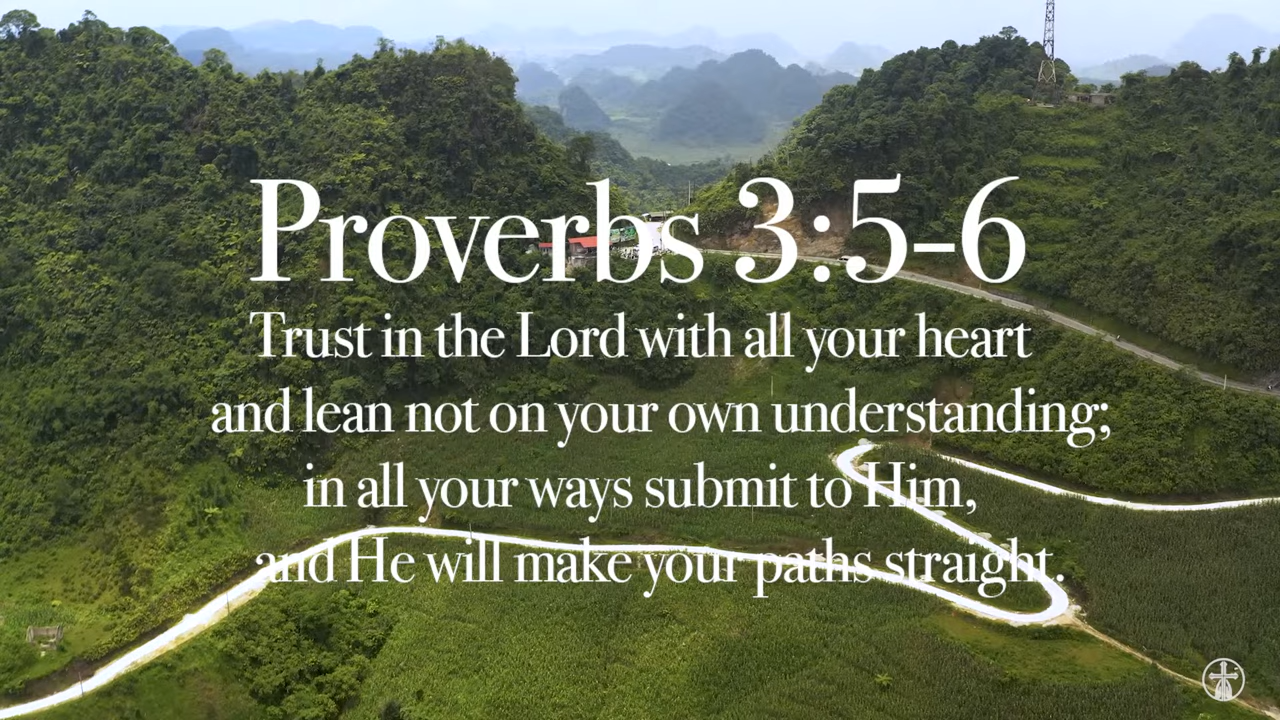 Proverbs 3:5-6
Trust in the Lord with all your heart
and lean not on your own understanding;
in all your ways submit to Him,
and He will make your paths straight.